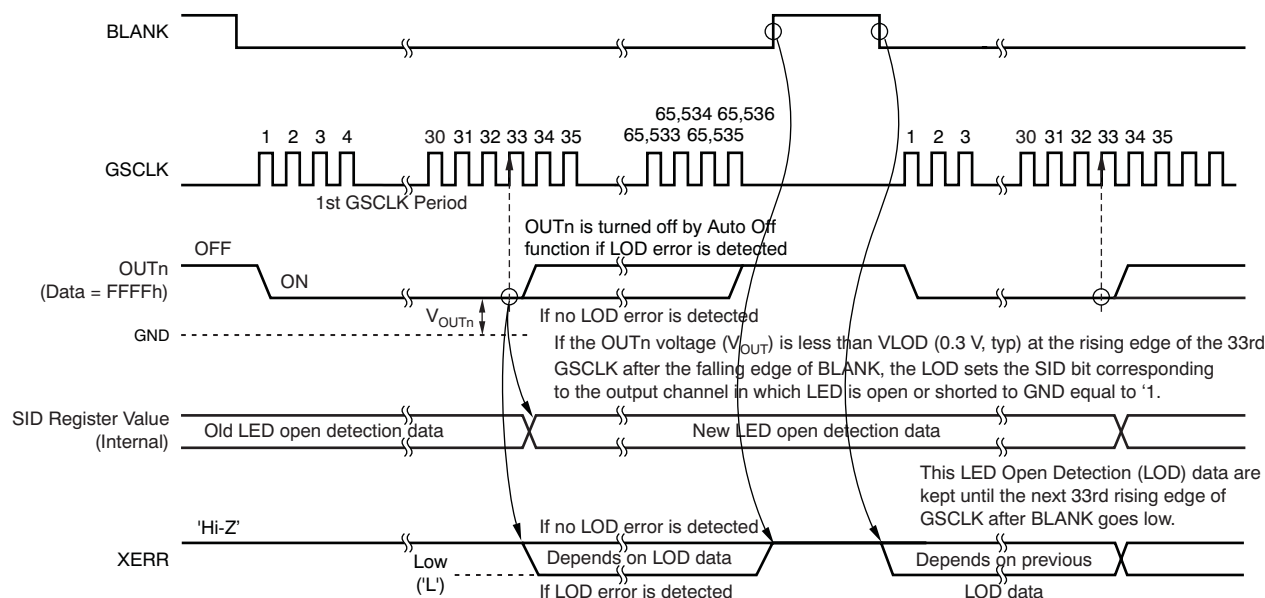 BLANK
65,534 65,536
1 2 3 4 30 31 32 33 34 35 65,533 65,535 1 2 3 30 31 32 33 34 35
GSCLK
1st GSCLK Period
OUTn is turned off by Auto Off
function if LOD error is detected
OFF
OUTn
(Data = FFFFh)
ON
VOUTn
If no LOD error is detected
GND
If the OUTn voltage (VOUT) is less than VLOD (0.3 V, typ) at the rising edge of the 33rd
GSCLK after the falling edge of BLANK, the LOD sets the SID bit corresponding
to the output channel in which LED is open or shorted to GND equal to ‘1.
SID Register Value
(Internal)
Old LED open detection data
New LED open detection data
This LED Open Detection (LOD) data are
kept until the next 33rd rising edge of
GSCLK after BLANK goes low.
'Hi-Z’
If no LOD error is detected
XERR
Low
('L')
Depends on LOD data
Depends on previous
If LOD error is detected
LOD data